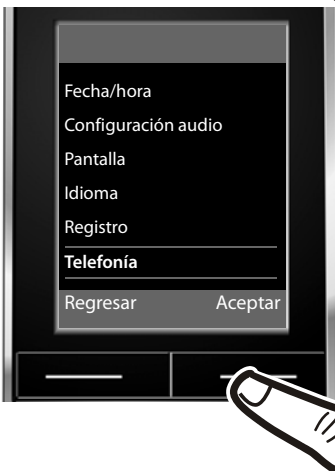 Fecha/hora
Configuración audio
Pantalla
Idioma
Registro
Telefonía
Regresar Aceptar